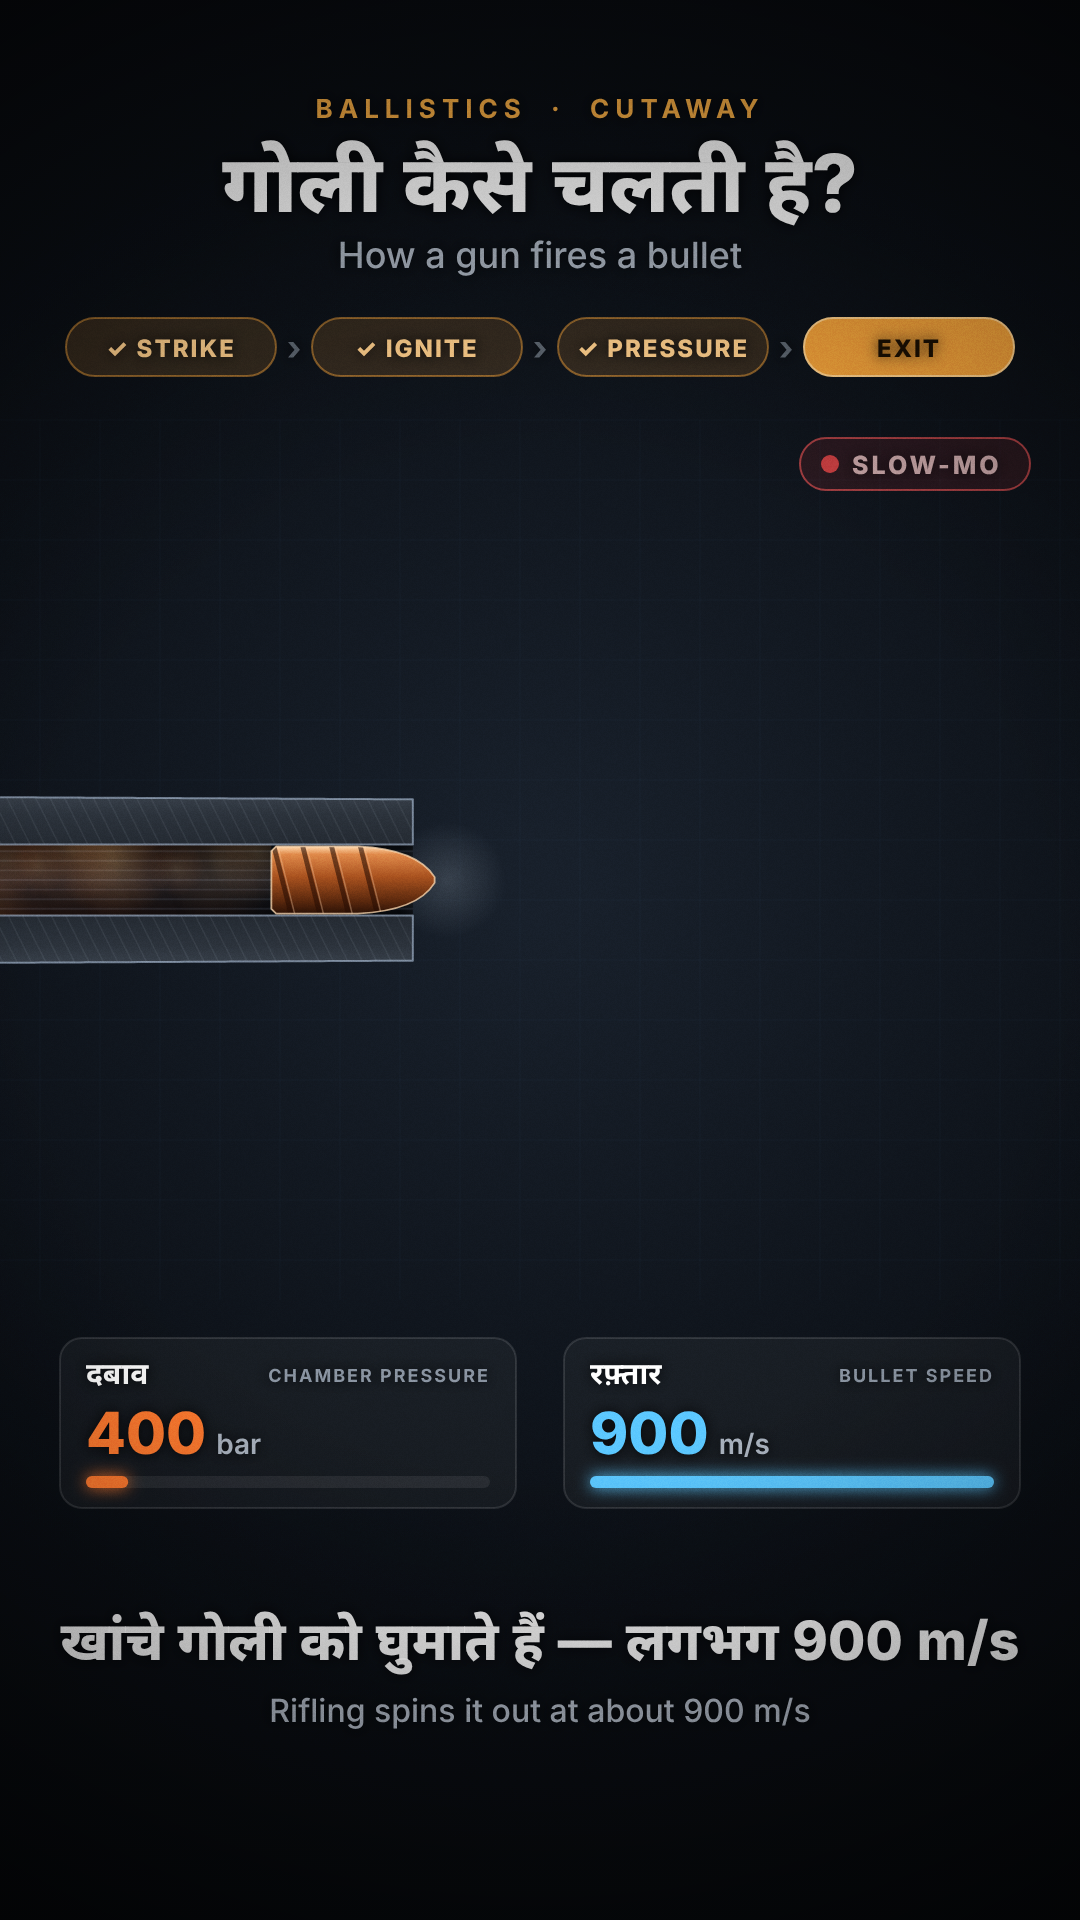 BALLISTICS · CUTAWAY
गोली कैसे चलती है?
How a gun fires a bullet
✓ STRIKE › ✓ IGNITE › ✓ PRESSURE › EXIT
SLOW-MO
दबाव CHAMBER PRESSURE
400 bar
रफ़्तार BULLET SPEED
900 m/s
खांचे गोली को घुमाते हैं — लगभग 900 m/s
Rifling spins it out at about 900 m/s